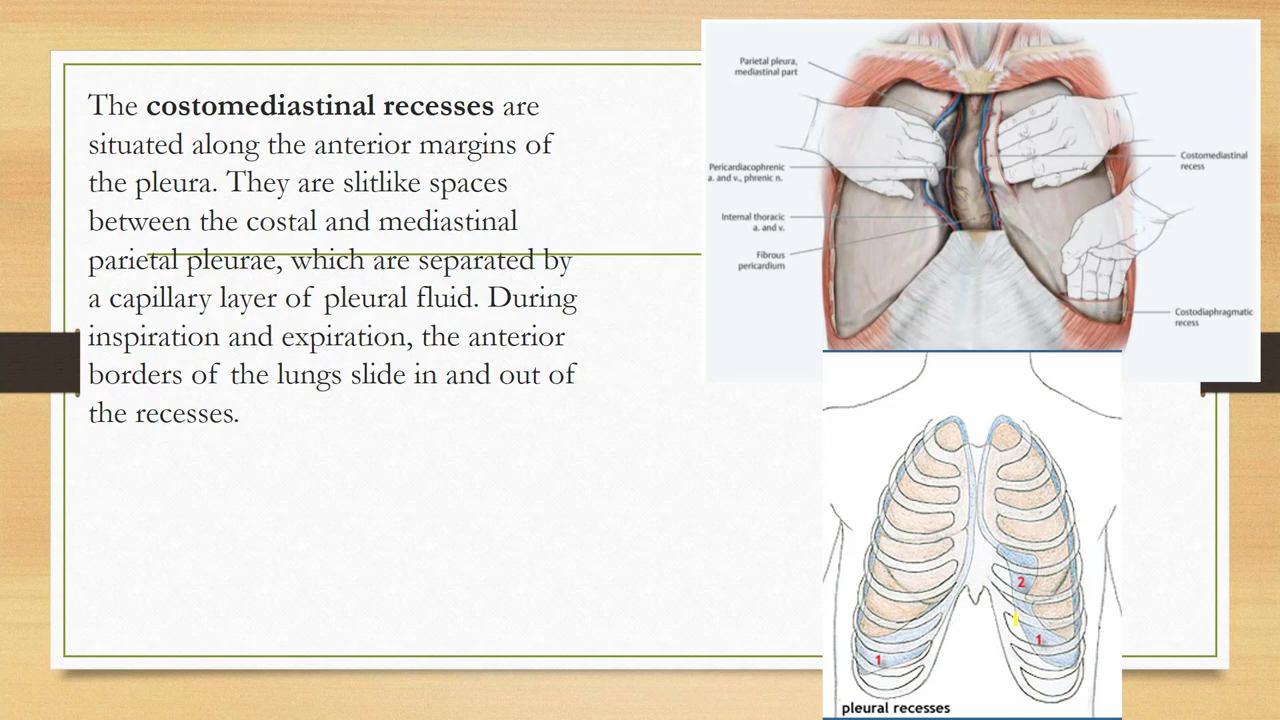 The costomediastinal recesses are
situated along the anterior margins of
the pleura. They are slitlike spaces
between the costal and mediastinal
parietal pleurae, which are separated by
a capillary layer of pleural fluid. During
inspiration and expiration, the anterior
borders of the lungs slide in and out of
the recesses.
Parietal pleura,
mediastinal part
Pericardiacophrenic
a. and v., phrenic n.
Internal thoracic
a. and v.
Fibrous
pericardium
Costomediastinal
recess
Costodiaphragmatic
recess
2
1
1
pleural recesses